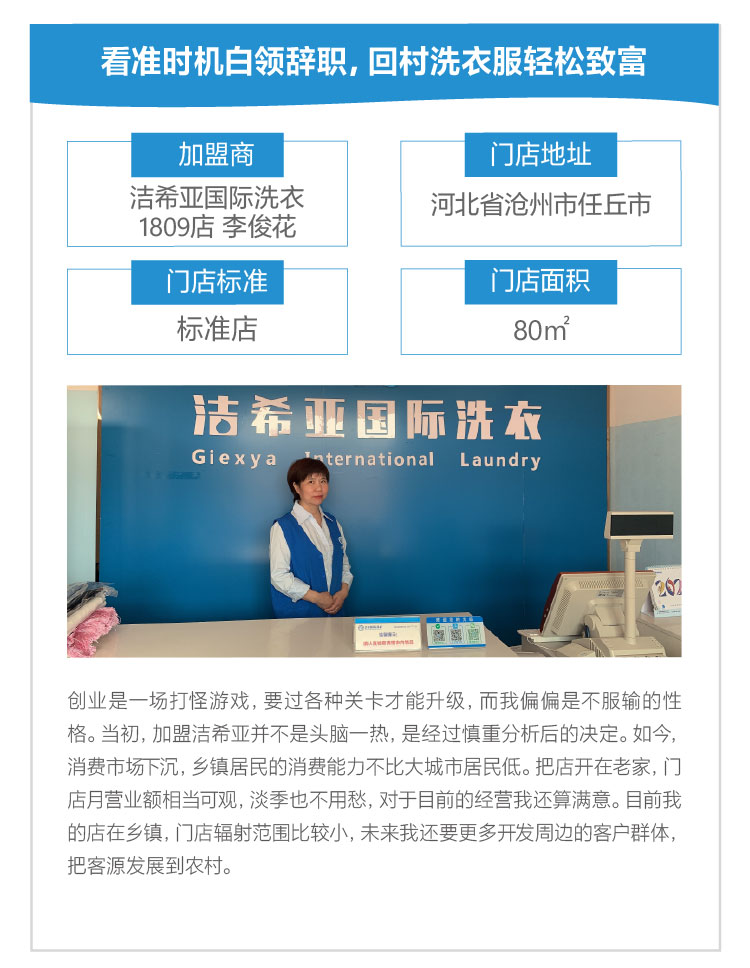 看准时机白领辞职，回村洗衣服轻松致富
加盟商
洁希亚国际洗衣
1809店 李俊花
门店地址
河北省沧州市任丘市
门店标准
标准店
门店面积
80㎡
洁希亚国际洗衣
Giexya International Laundry
创业是一场打怪游戏，要过各种关卡才能升级，而我偏偏是不服输的性
格。当初，加盟洁希亚并不是头脑一热，是经过慎重分析后的决定。如今，
消费市场下沉，乡镇居民的消费能力不比大城市居民低。把店开在老家，门
店月营业额相当可观，淡季也不用愁，对于目前的经营我还算满意。目前我
的店在乡镇，门店辐射范围比较小，未来我还要更多开发周边的客户群体，
把客源发展到农村。